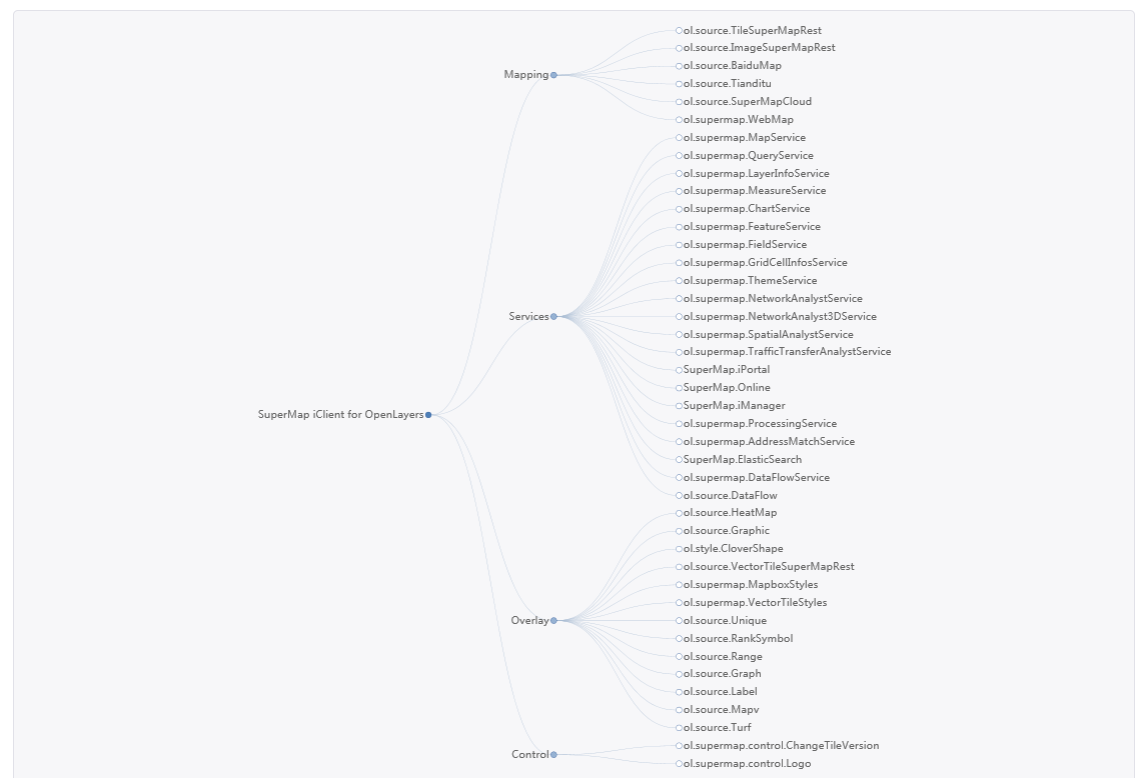 SuperMap iClient for OpenLayers
Mapping
ol.source.TileSuperMapRest
ol.source.ImageSuperMapRest
ol.source.BaiduMap
ol.source.Tianditu
ol.source.SuperMapCloud
ol.supermap.WebMap
Services
ol.supermap.MapService
ol.supermap.QueryService
ol.supermap.LayerInfoService
ol.supermap.MeasureService
ol.supermap.ChartService
ol.supermap.FeatureService
ol.supermap.FieldService
ol.supermap.GridCellInfosService
ol.supermap.ThemeService
ol.supermap.NetworkAnalystService
ol.supermap.NetworkAnalyst3DService
ol.supermap.SpatialAnalystService
ol.supermap.TrafficTransferAnalystService
SuperMap.iPortal
SuperMap.Online
SuperMap.iManager
ol.supermap.ProcessingService
ol.supermap.AddressMatchService
SuperMap.ElasticSearch
ol.supermap.DataFlowService
ol.source.DataFlow
Overlay
ol.source.HeatMap
ol.source.Graphic
ol.style.CloverShape
ol.source.VectorTileSuperMapRest
ol.supermap.MapboxStyles
ol.supermap.VectorTileStyles
ol.source.Unique
ol.source.RankSymbol
ol.source.Range
ol.source.Graph
ol.source.Label
ol.source.Mapv
ol.source.Turf
Control
ol.supermap.control.ChangeTileVersion
ol.supermap.control.Logo